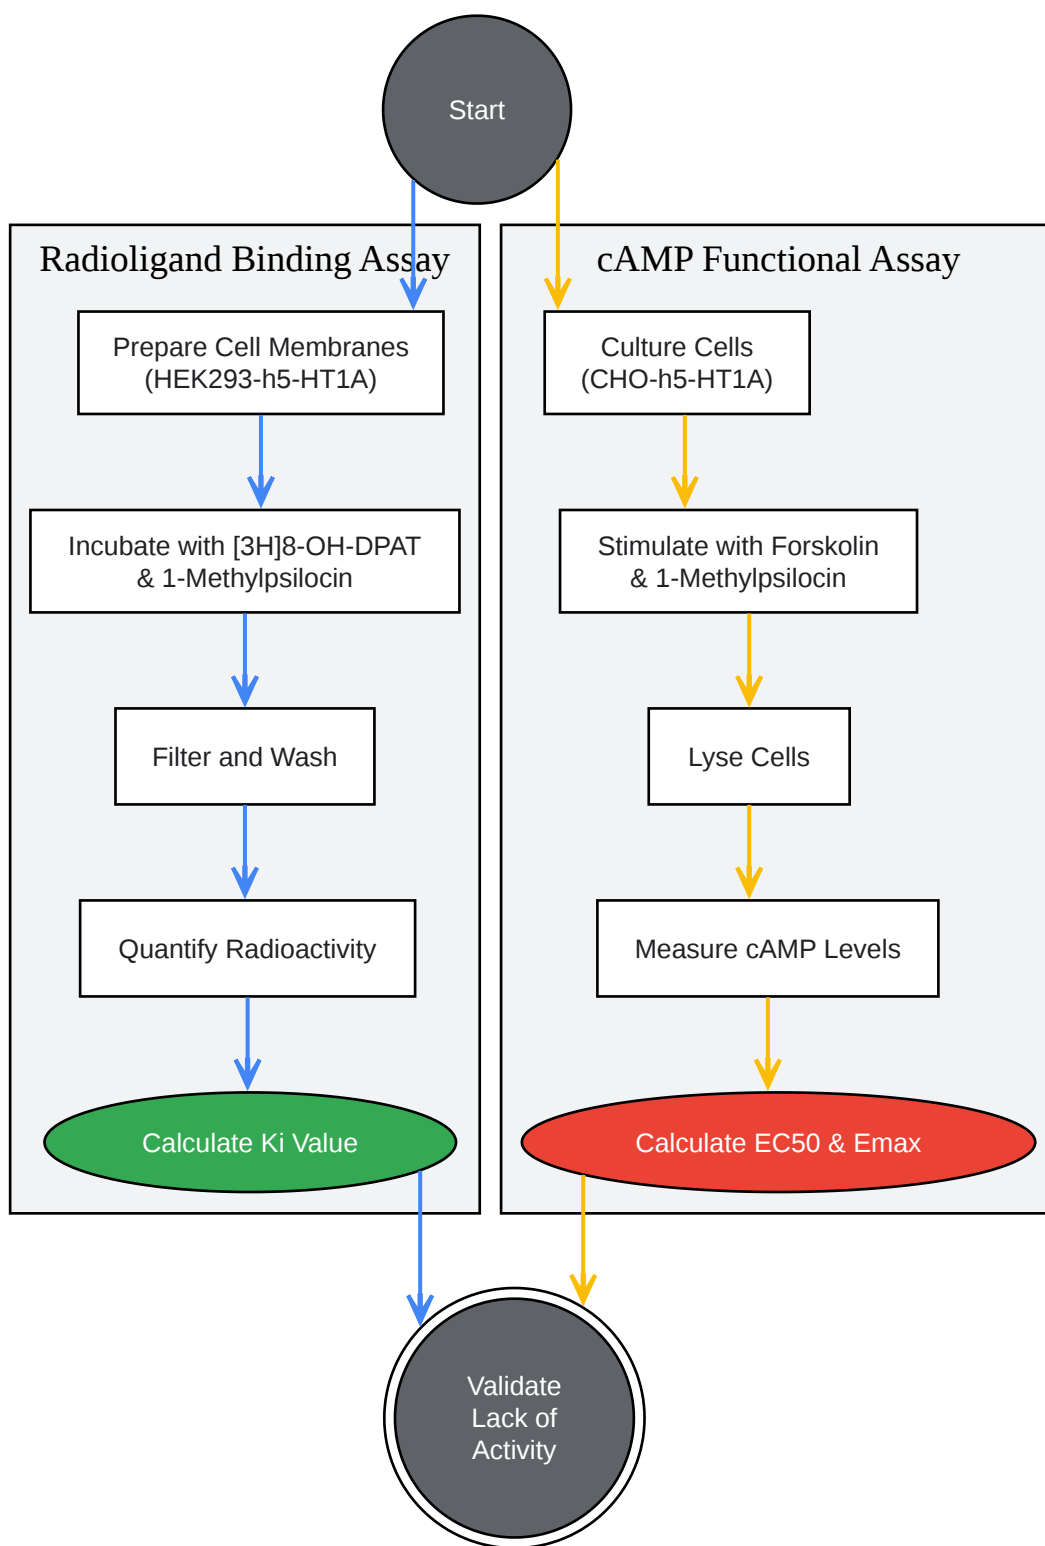 Start
Radioligand Binding Assay
Prepare Cell Membranes
(HEK293-h5-HT1A)
Incubate with [3H]8-OH-DPAT
& 1-Methylpsilocin
Filter and Wash
Quantify Radioactivity
Calculate Ki Value
cAMP Functional Assay
Culture Cells
(CHO-h5-HT1A)
Stimulate with Forskolin
& 1-Methylpsilocin
Lyse Cells
Measure cAMP Levels
Calculate EC50 & Emax
Validate
Lack of
Activity